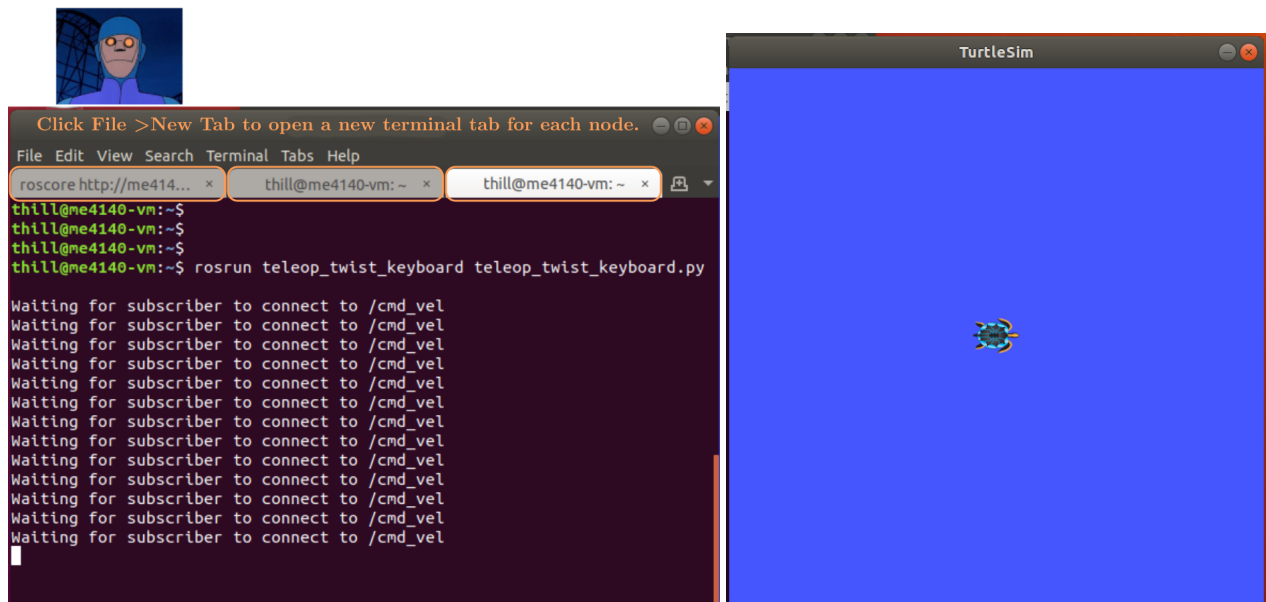 Click File >New Tab to open a new terminal tab for each node.
File Edit View Search Terminal Tabs Help
roscore http://me414... × thill@me4140-vm: ~ × thill@me4140-vm: ~ ×
thill@me4140-vm:~$
thill@me4140-vm:~$
thill@me4140-vm:~$
thill@me4140-vm:~$ rosrun teleop_twist_keyboard teleop_twist_keyboard.py
Waiting for subscriber to connect to /cmd_vel
Waiting for subscriber to connect to /cmd_vel
Waiting for subscriber to connect to /cmd_vel
Waiting for subscriber to connect to /cmd_vel
Waiting for subscriber to connect to /cmd_vel
Waiting for subscriber to connect to /cmd_vel
Waiting for subscriber to connect to /cmd_vel
Waiting for subscriber to connect to /cmd_vel
Waiting for subscriber to connect to /cmd_vel
Waiting for subscriber to connect to /cmd_vel
Waiting for subscriber to connect to /cmd_vel
Waiting for subscriber to connect to /cmd_vel
Waiting for subscriber to connect to /cmd_vel
TurtleSim